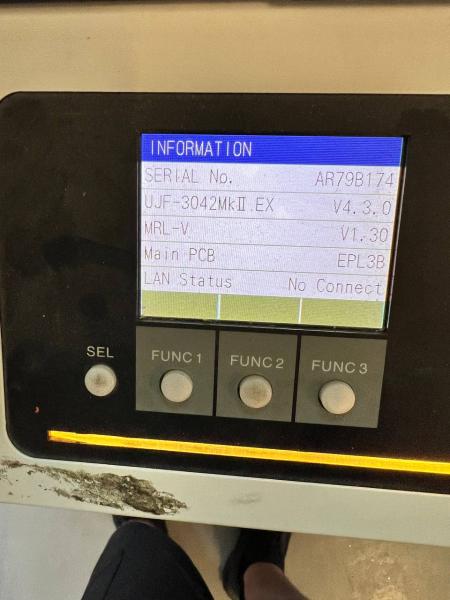 INFORMATION
SERIAL No. AR79B174
UJF-3042MkⅡ.EX V4.3.0
MRL-V V1.30
Main PCB EPL3B
LAN Status No Connect
SEL FUNC 1 FUNC 2 FUNC 3